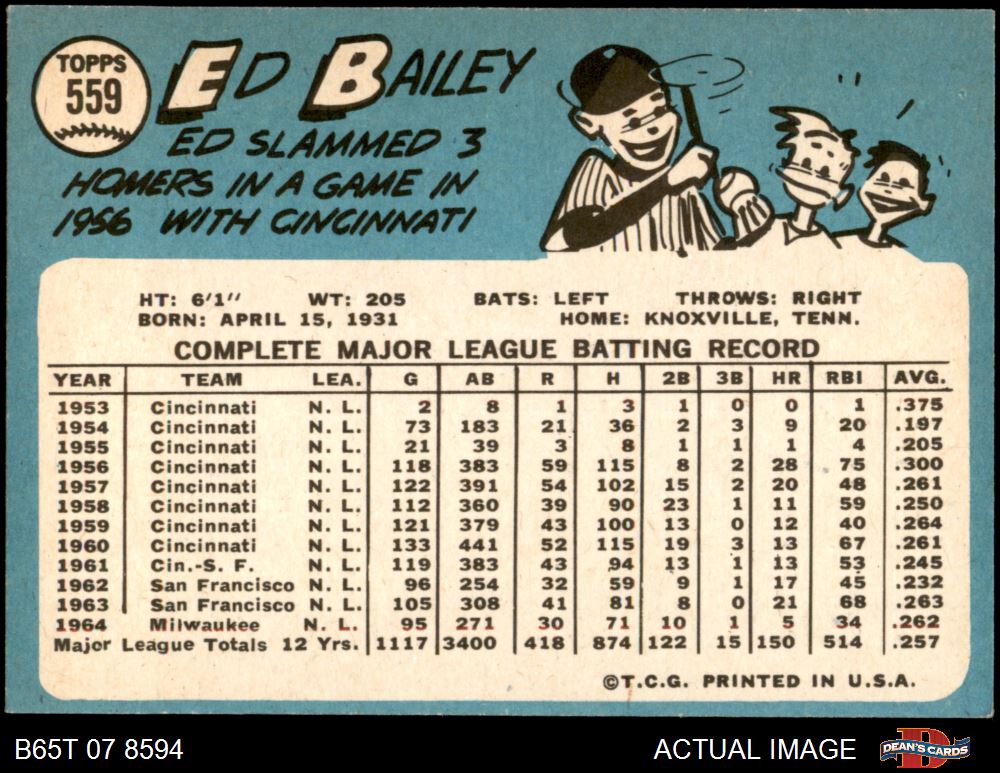 TOPPS
559
ED BAILEY
ED SLAMMED 3
HOMERS IN A GAME IN
1956 WITH CINCINNATI
HT: 6'1" WT: 205 BATS: LEFT THROWS: RIGHT
BORN: APRIL 15, 1931 HOME: KNOXVILLE, TENN.
COMPLETE MAJOR LEAGUE BATTING RECORD
YEAR TEAM LEA. G AB R H 2B 3B HR RBI AVG.
1953 Cincinnati N. L. 2 8 1 3 1 0 0 1 .375
1954 Cincinnati N. L. 73 183 21 36 2 3 9 20 .197
1955 Cincinnati N. L. 21 39 3 8 1 1 1 4 .205
1956 Cincinnati N. L. 118 383 59 115 8 2 28 75 .300
1957 Cincinnati N. L. 122 391 54 102 15 2 20 48 .261
1958 Cincinnati N. L. 112 360 39 90 23 1 11 59 .250
1959 Cincinnati N. L. 121 379 43 100 13 0 12 40 .264
1960 Cincinnati N. L. 133 441 52 115 19 3 13 67 .261
1961 Cin.-S. F. N. L. 119 383 43 94 13 1 13 53 .245
1962 San Francisco N. L. 96 254 32 59 9 1 17 45 .232
1963 San Francisco N. L. 105 308 41 81 8 0 21 68 .263
1964 Milwaukee N. L. 95 271 30 71 10 1 5 34 .262
Major League Totals 12 Yrs. 1117 3400 418 874 122 15 150 514 .257
©T.C.G. PRINTED IN U.S.A.
B65T 07 8594 ACTUAL IMAGE DEAN'S CARDS